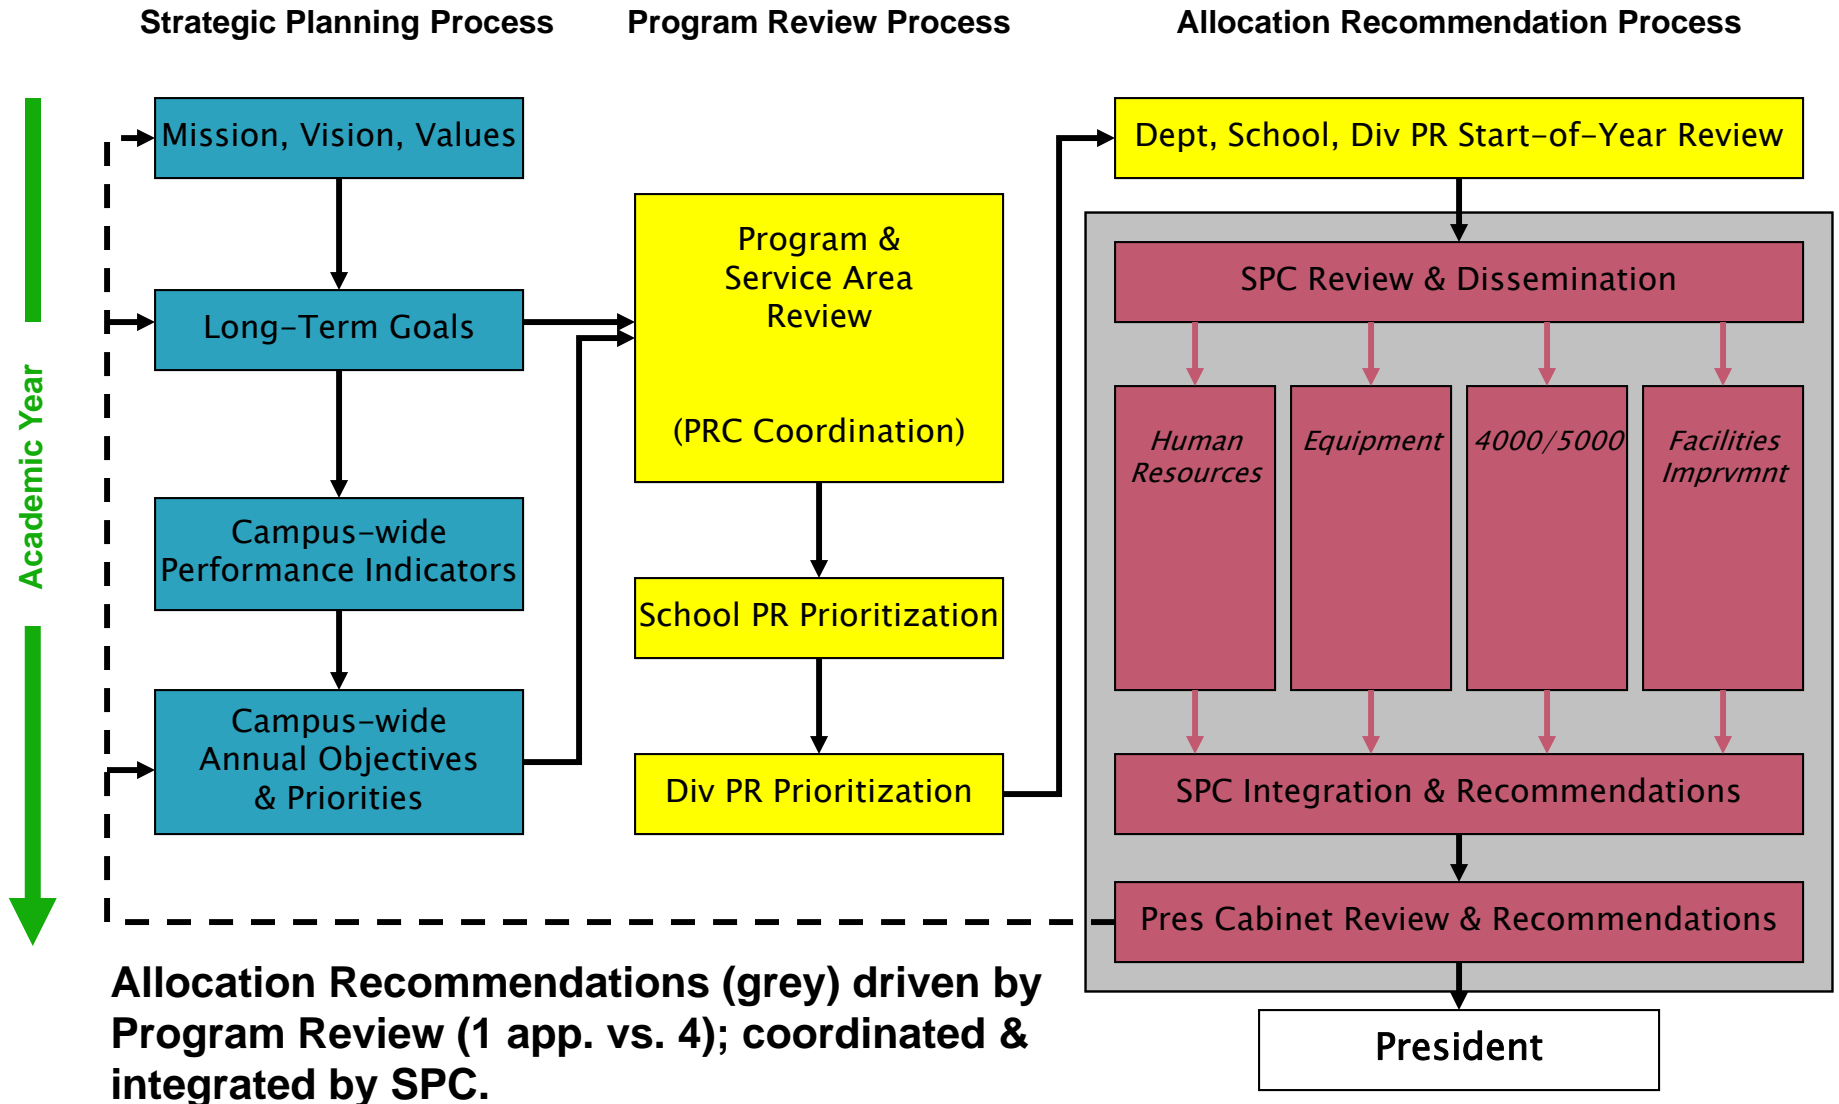 Strategic Planning Process
Program Review Process
Allocation Recommendation Process
Academic Year
Mission, Vision, Values
Long-Term Goals
Campus-wide
Performance Indicators
Campus-wide
Annual Objectives
& Priorities
Program &
Service Area
Review
(PRC Coordination)
School PR Prioritization
Div PR Prioritization
Dept, School, Div PR Start-of-Year Review
SPC Review & Dissemination
Human
Resources
Equipment
4000/5000
Facilities
Imprvmnt
SPC Integration & Recommendations
Pres Cabinet Review & Recommendations
President
Allocation Recommendations (grey) driven by
Program Review (1 app. vs. 4); coordinated &
integrated by SPC.